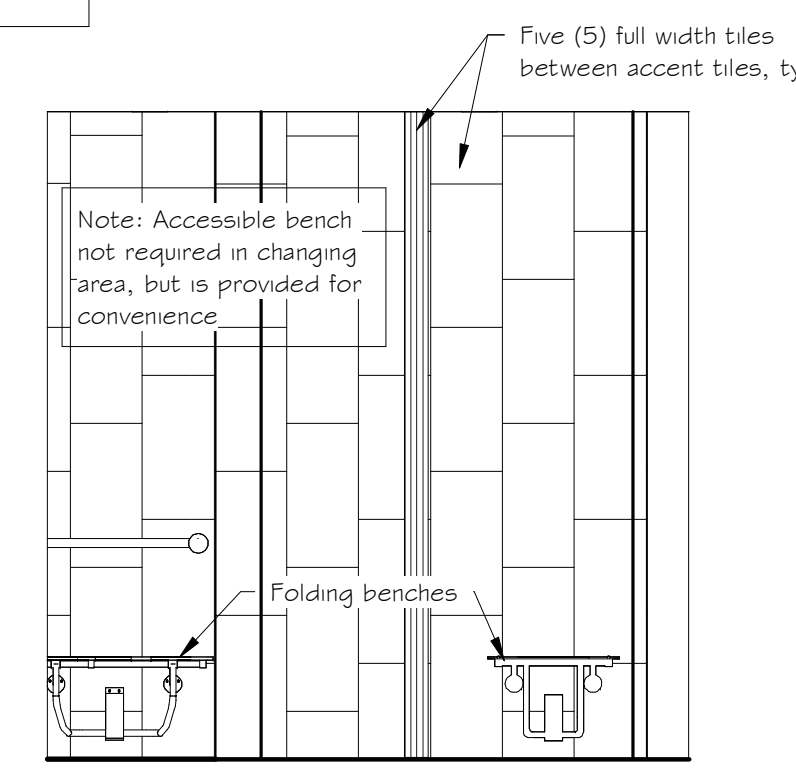 Five (5) full width tiles
between accent tiles,
Note: Accessible bench
not required in changing
area, but is provided for
convenience
Folding benches